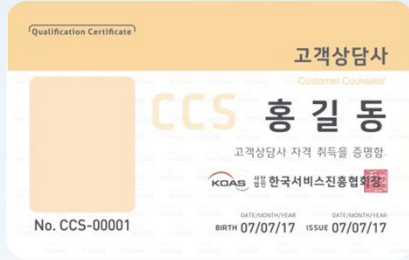 Qualification Certificate
고객상담사
Customer Counselor
CCS
홍길동
고객상담사 자격 취득을 증명함.
KOAS 사단법인 한국서비스진흥협회장
No. CCS-00001
DATE/MONTH/YEAR DATE/MONTH/YEAR
BIRTH 07/07/17 ISSUE 07/07/17